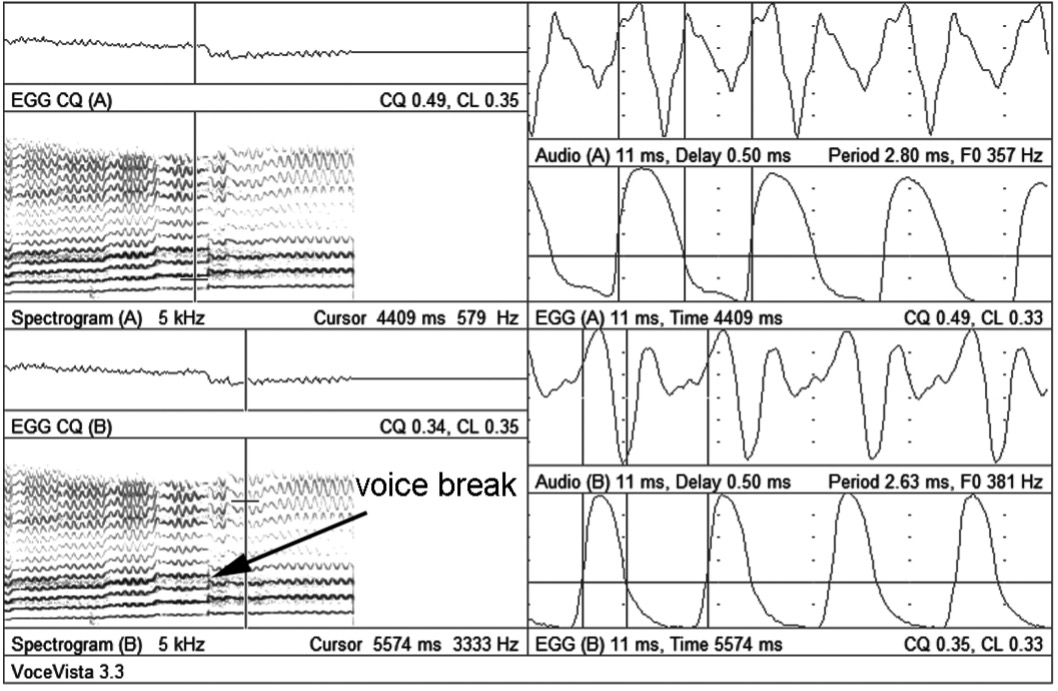 EGG CQ (A) CQ 0.49, CL 0.35
Audio (A) 11 ms, Delay 0.50 ms Period 2.80 ms, F0 357 Hz
Spectrogram (A) 5 kHz Cursor 4409 ms 579 Hz
EGG (A) 11 ms, Time 4409 ms CQ 0.49, CL 0.33
EGG CQ (B) CQ 0.34, CL 0.35
voice break
Audio (B) 11 ms, Delay 0.50 ms Period 2.63 ms, F0 381 Hz
Spectrogram (B) 5 kHz Cursor 5574 ms 3333 Hz
EGG (B) 11 ms, Time 5574 ms CQ 0.35, CL 0.33
VoceVista 3.3